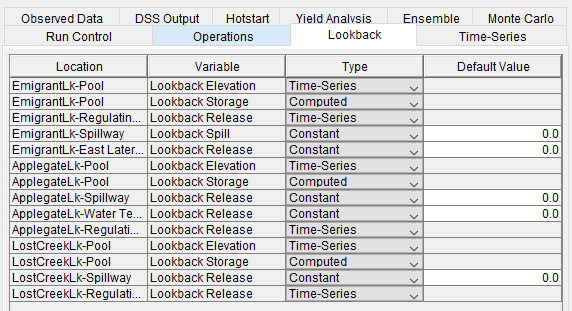 Observed Data DSS Output Hotstart Yield Analysis Ensemble Monte Carlo
Run Control Operations Lookback Time-Series
Location Variable Type Default Value
EmigrantLk-Pool Lookback Elevation Time-Series
EmigrantLk-Pool Lookback Storage Computed
EmigrantLk-Regulatin... Lookback Release Time-Series
EmigrantLk-Spillway Lookback Spill Constant 0.0
EmigrantLk-East Later... Lookback Release Constant 0.0
ApplegateLk-Pool Lookback Elevation Time-Series
ApplegateLk-Pool Lookback Storage Computed
ApplegateLk-Spillway Lookback Release Constant 0.0
ApplegateLk-Water Te... Lookback Release Constant 0.0
ApplegateLk-Regulati... Lookback Release Time-Series
LostCreekLk-Pool Lookback Elevation Time-Series
LostCreekLk-Pool Lookback Storage Computed
LostCreekLk-Spillway Lookback Release Constant 0.0
LostCreekLk-Regulati... Lookback Release Time-Series